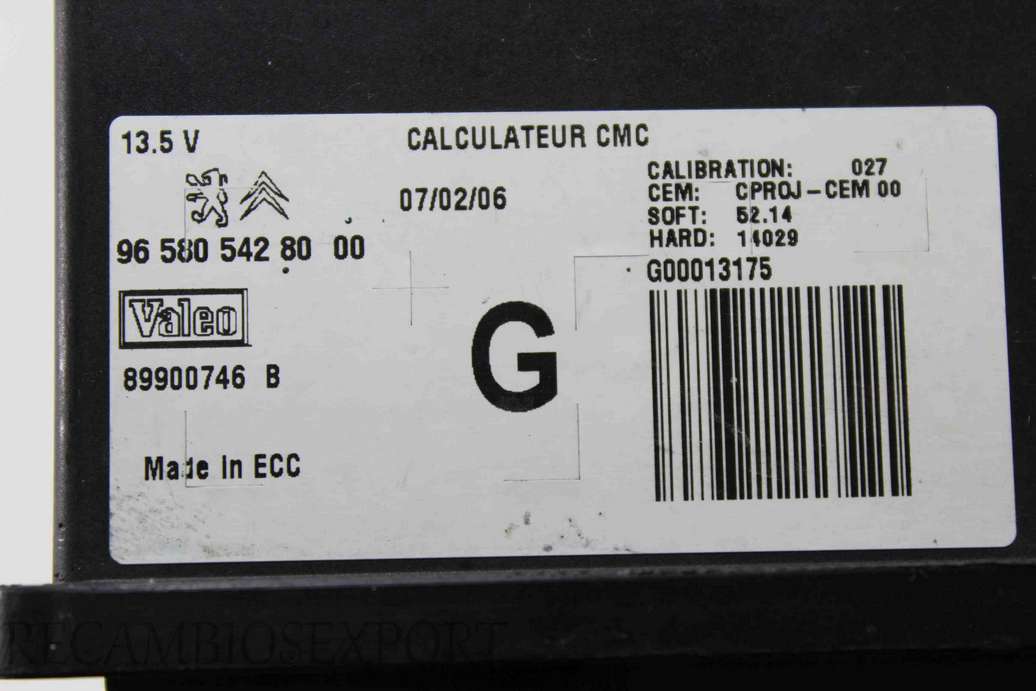 13.5 V
CALCULATEUR CMC
07/02/06
96 580 542 80 00
Valeo
89900746 B
Made In ECC
G
CALIBRATION: 027
CEM: CPROJ-CEM 00
SOFT: 52.14
HARD: 14029
G00013175
RECAMBIOSEXPORT